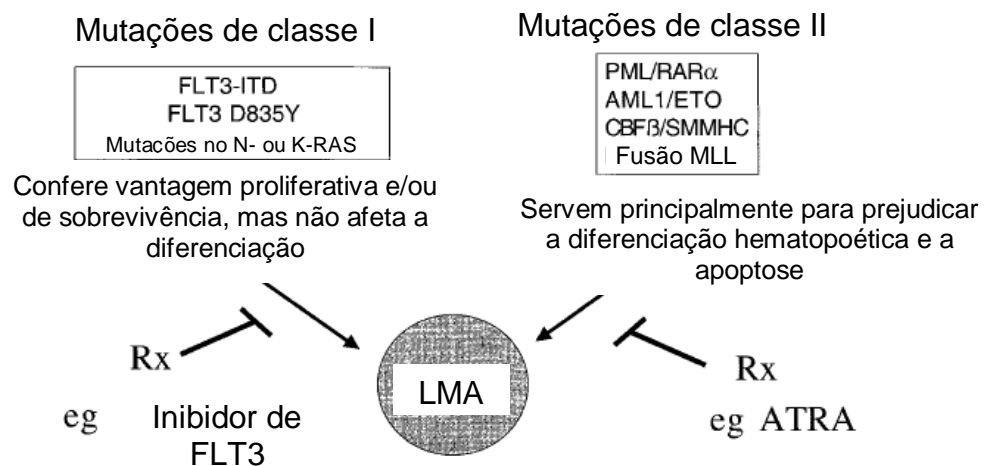 Mutações de classe I
FLT3-ITD
FLT3 D835Y
Mutações no N- ou K-RAS
Confere vantagem proliferativa e/ou
de sobrevivência, mas não afeta a
diferenciação
Mutações de classe II
PML/RARα
AML1/ETO
CBFβ/SMMHC
Fusão MLL
Servem principalmente para prejudicar
a diferenciação hematopoética e a
apoptose
Rx
eg Inibidor de
FLT3
LMA
Rx
eg ATRA